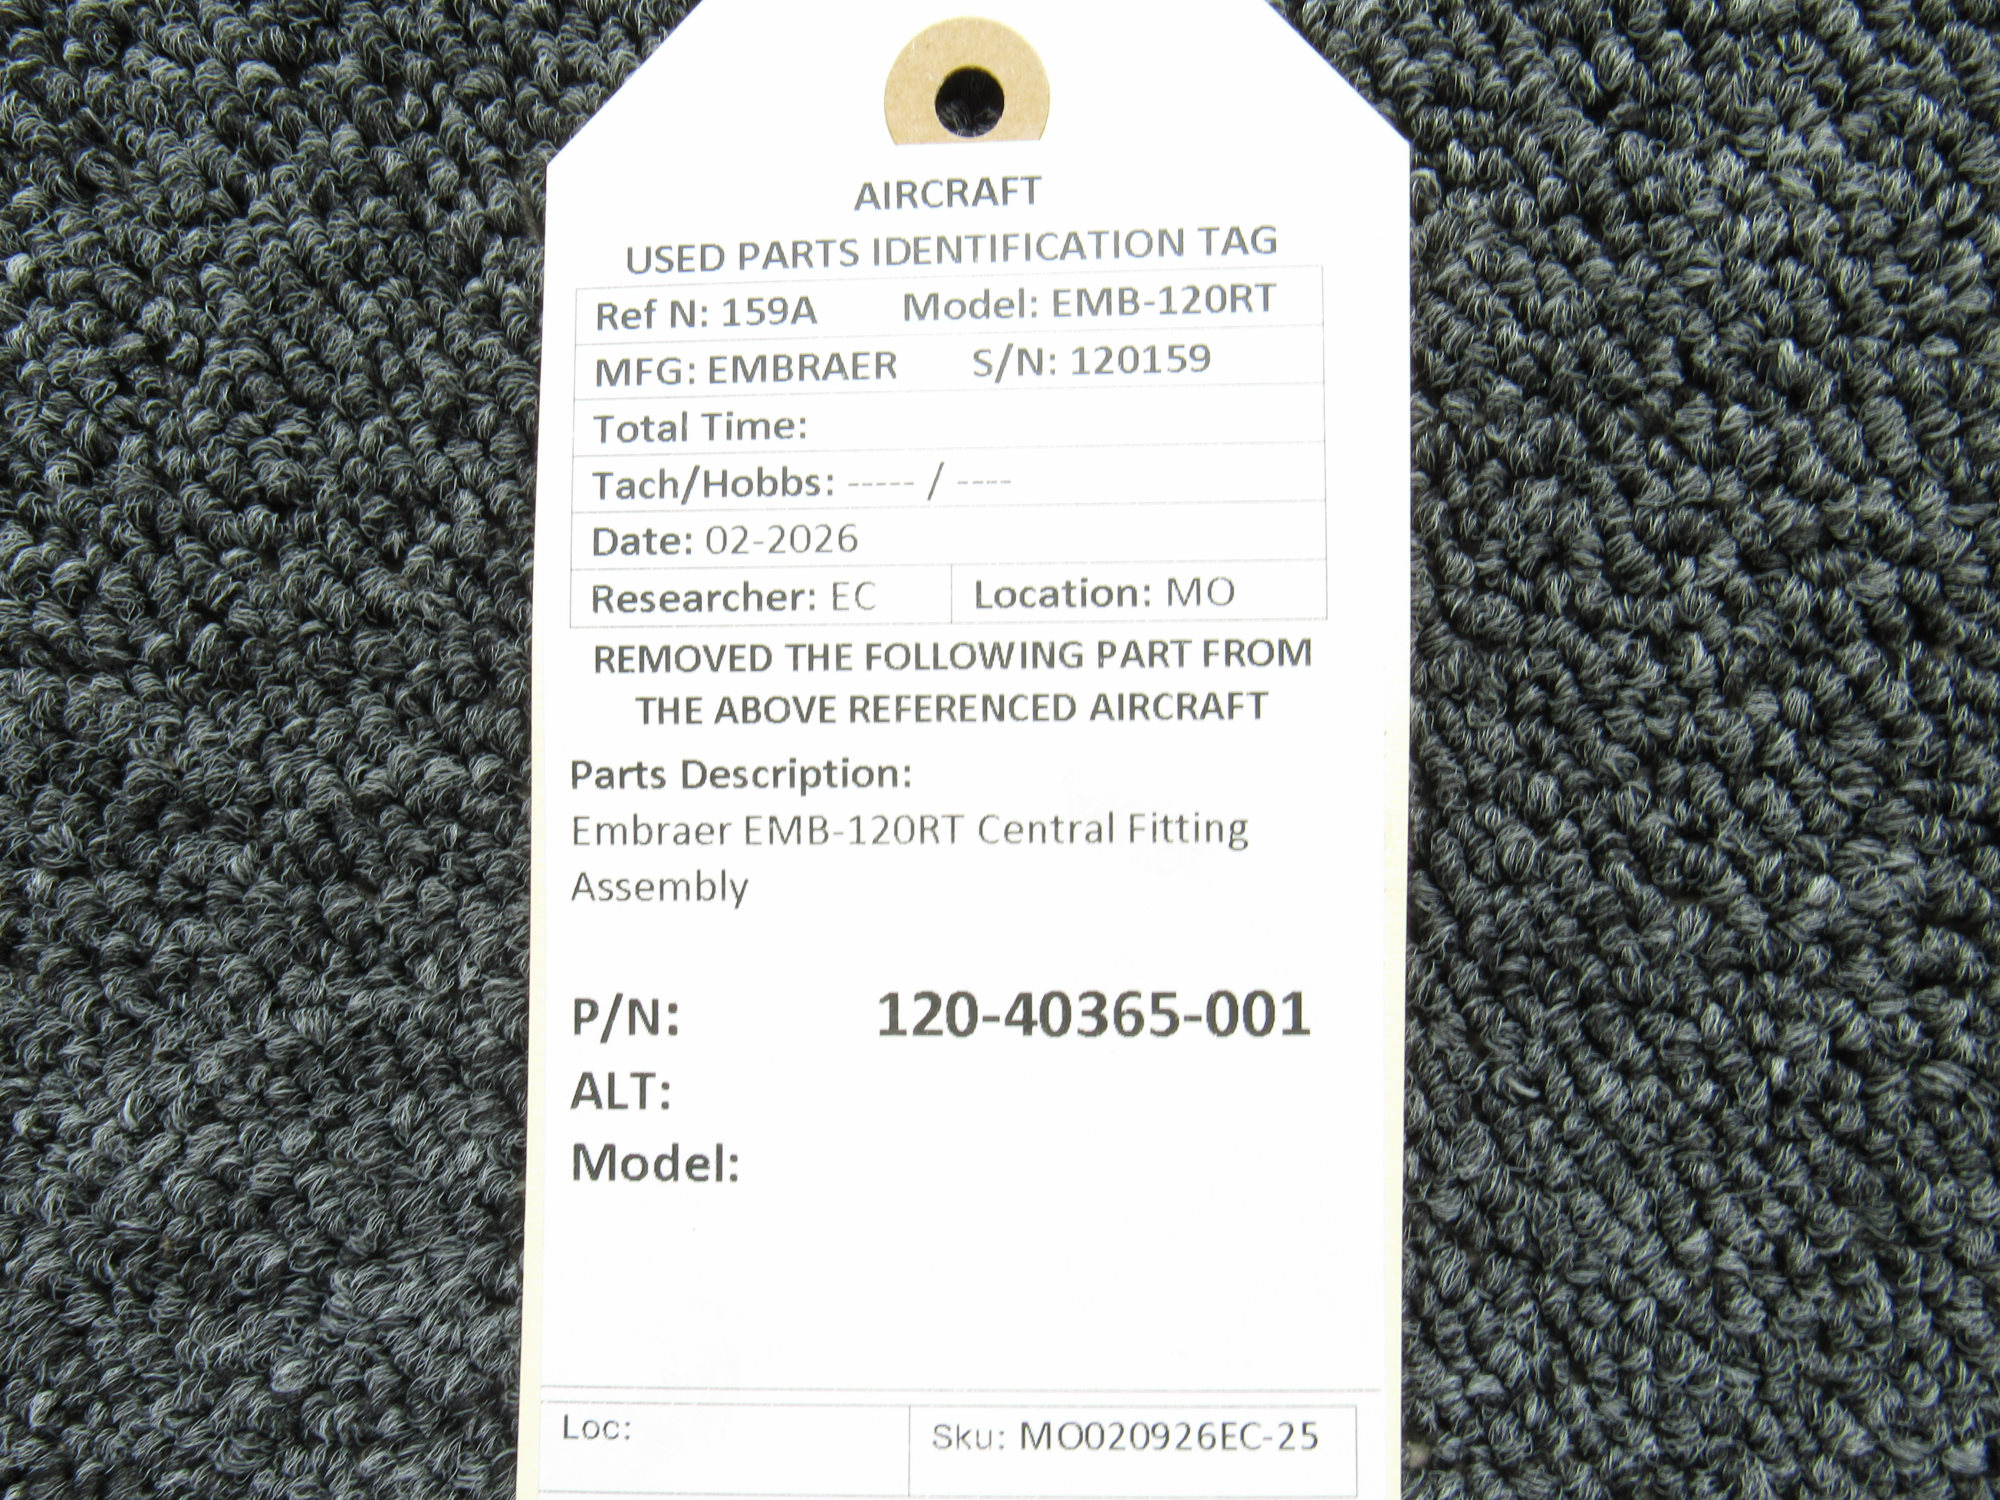 AIRCRAFT
USED PARTS IDENTIFICATION TAG
Ref N: 159A Model: EMB-120RT
MFG: EMBRAER S/N: 120159
Total Time:
Tach/Hobbs: ----- / ----
Date: 02-2026
Researcher: EC Location: MO
REMOVED THE FOLLOWING PART FROM
THE ABOVE REFERENCED AIRCRAFT
Parts Description:
Embraer EMB-120RT Central Fitting
Assembly
P/N: 120-40365-001
ALT:
Model:
Loc: Sku: MO020926EC-25